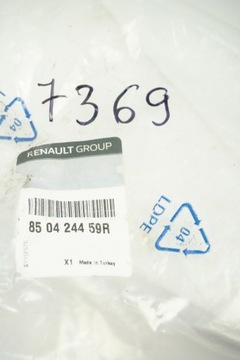 7369
04
RENAULT GROUP
85 04 244 59R
X1 Made in Turkey
LDPE
04